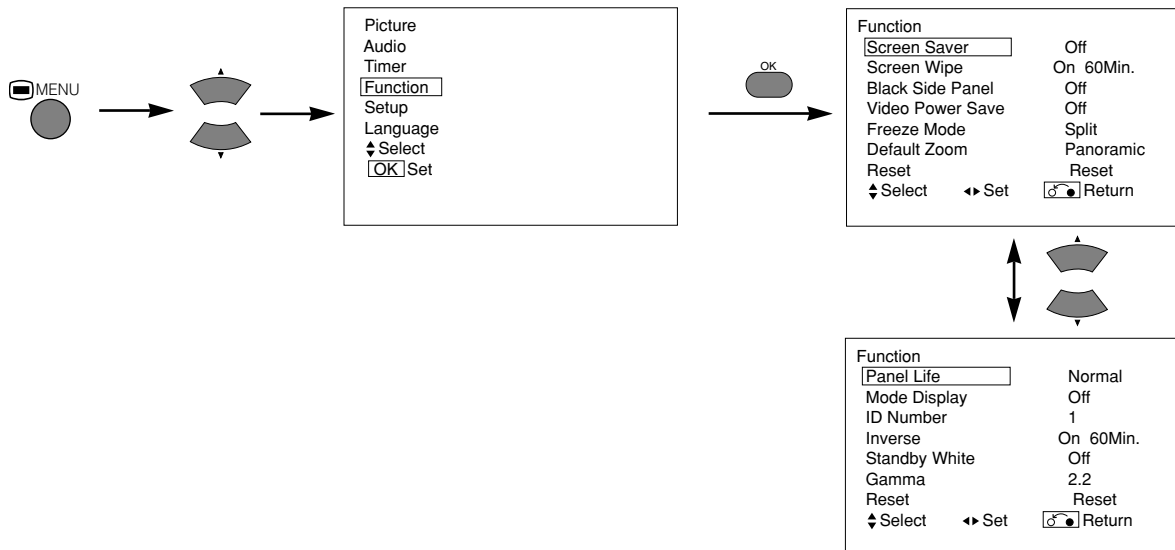 MENU
Picture
Audio
Timer
Function
Setup
Language
Select
OK Set
OK
Function
Screen Saver Off
Screen Wipe On 60Min.
Black Side Panel Off
Video Power Save Off
Freeze Mode Split
Default Zoom Panoramic
Reset Reset
Select Set Return
Function
Panel Life Normal
Mode Display Off
ID Number 1
Inverse On 60Min.
Standby White Off
Gamma 2.2
Reset Reset
Select Set Return